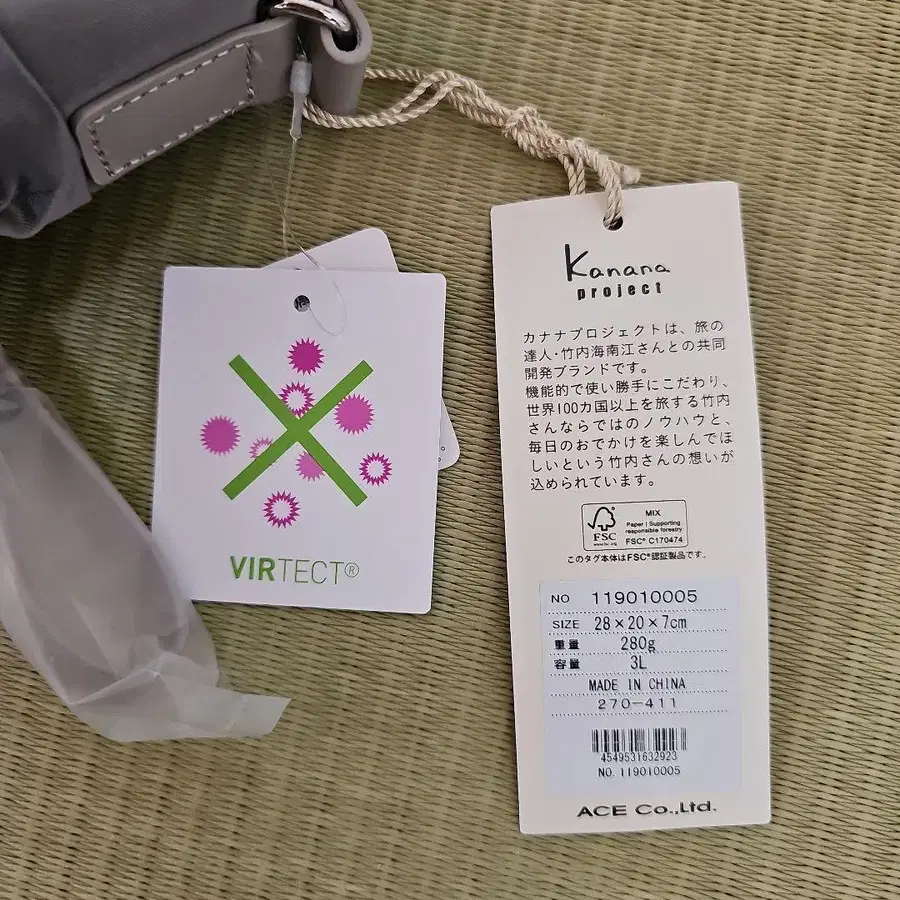 Kanana
project
カナナプロジェクトは、旅の
達人・竹内海南江さんとの共同
開発ブランドです。
機能的で使い勝手にこだわり、
世界100カ国以上を旅する竹内
さんならではのノウハウと、
毎日のおでかけを楽しんでほ
しいという竹内さんの想いが
込められています。
FSC
www.fsc.org
MIX
Paper | Supporting
responsible forestry
FSC® C170474
このタグ本体はFSC®認証製品です。
NO 119010005
SIZE 28×20×7cm
重量 280g
容量 3L
MADE IN CHINA
270-411
4549531632923
NO. 119010005
ACE Co.,Ltd.
VIRTECT®